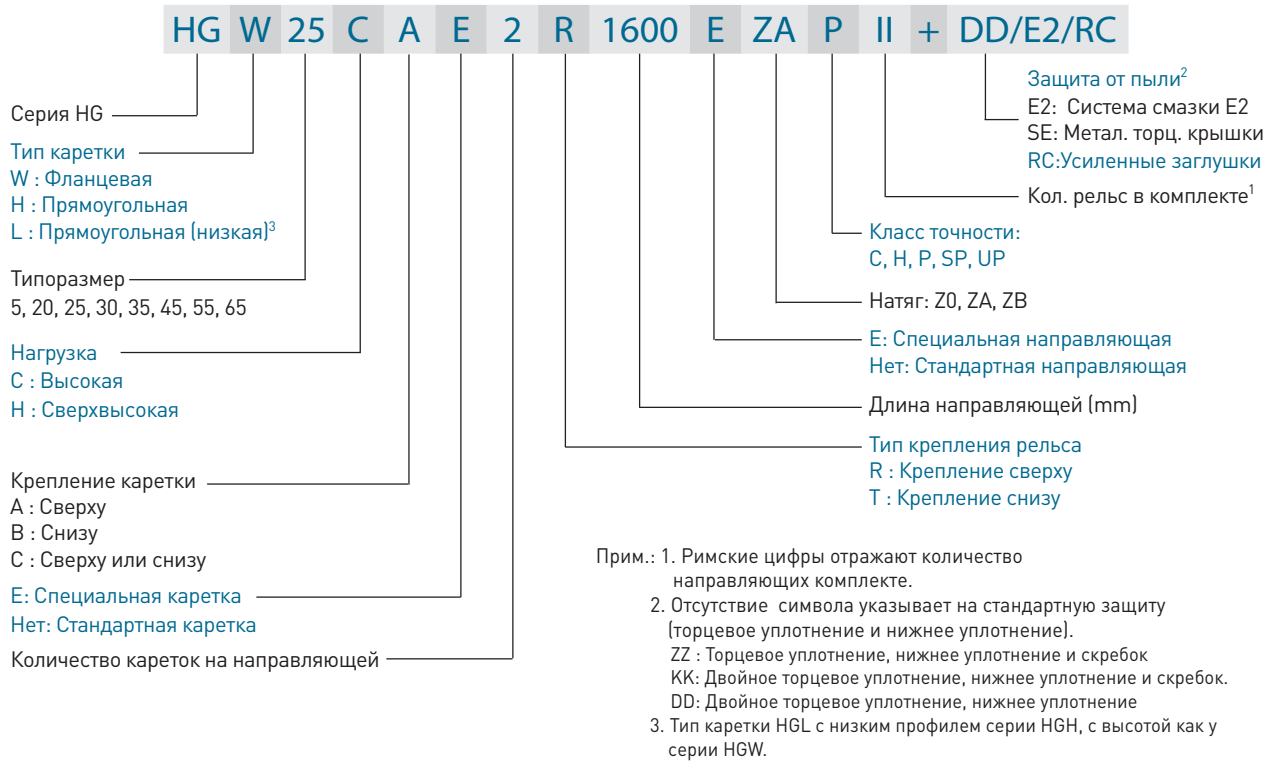 HG W 25 C A E 2 R 1600 E ZA P II + DD/E2/RC
Серия HG
Тип каретки
W : Фланцевая
H : Прямоугольная
L : Прямоугольная (низкая)3
Типоразмер
5, 20, 25, 30, 35, 45, 55, 65
Нагрузка
C : Высокая
H : Сверхвысокая
Крепление каретки
A : Сверху
B : Снизу
C : Сверху или снизу
E: Специальная каретка
Нет: Стандартная каретка
Количество кареток на направляющей
Защита от пыли2
E2: Система смазки E2
SE: Метал. торц. крышки
RC:Усиленные заглушки
Кол. рельс в комплекте1
Класс точности:
C, H, P, SP, UP
Натяг: Z0, ZA, ZB
E: Специальная направляющая
Нет: Стандартная направляющая
Длина направляющей (mm)
Тип крепления рельса
R : Крепление сверху
T : Крепление снизу
Прим.: 1. Римские цифры отражают количество
направляющих комплекте.
2. Отсутствие символа указывает на стандартную защиту
(торцевое уплотнение и нижнее уплотнение).
ZZ : Торцевое уплотнение, нижнее уплотнение и скребок
KK: Двойное торцевое уплотнение, нижнее уплотнение и скребок.
DD: Двойное торцевое уплотнение, нижнее уплотнение
3. Тип каретки HGL с низким профилем серии HGH, с высотой как у
серии HGW.